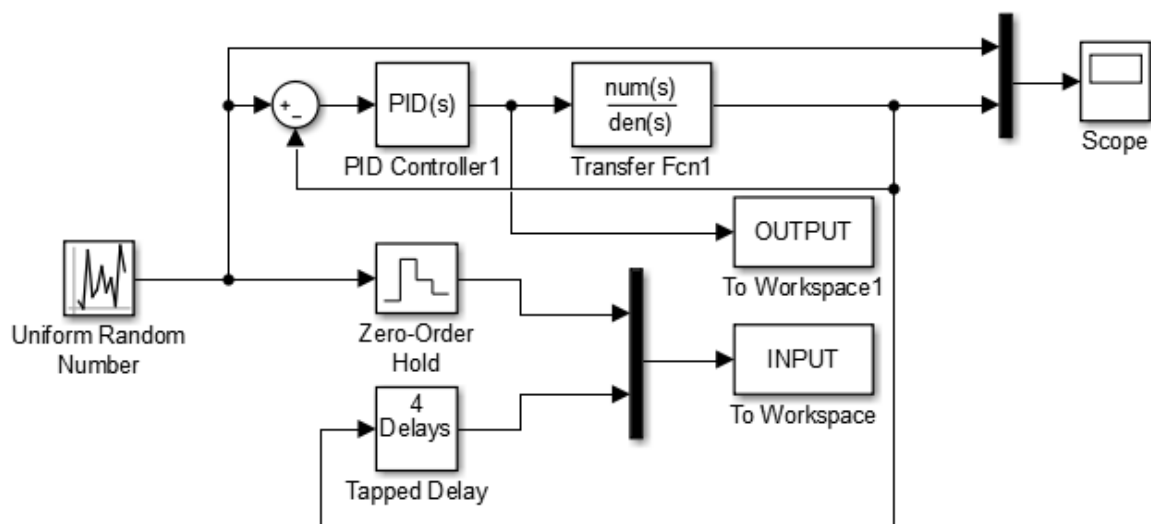 +
−
PID(s)
PID Controller1
num(s)
den(s)
Transfer Fcn1
Scope
OUTPUT
To Workspace1
Uniform Random
Number
Zero-Order
Hold
INPUT
To Workspace
4
Delays
Tapped Delay